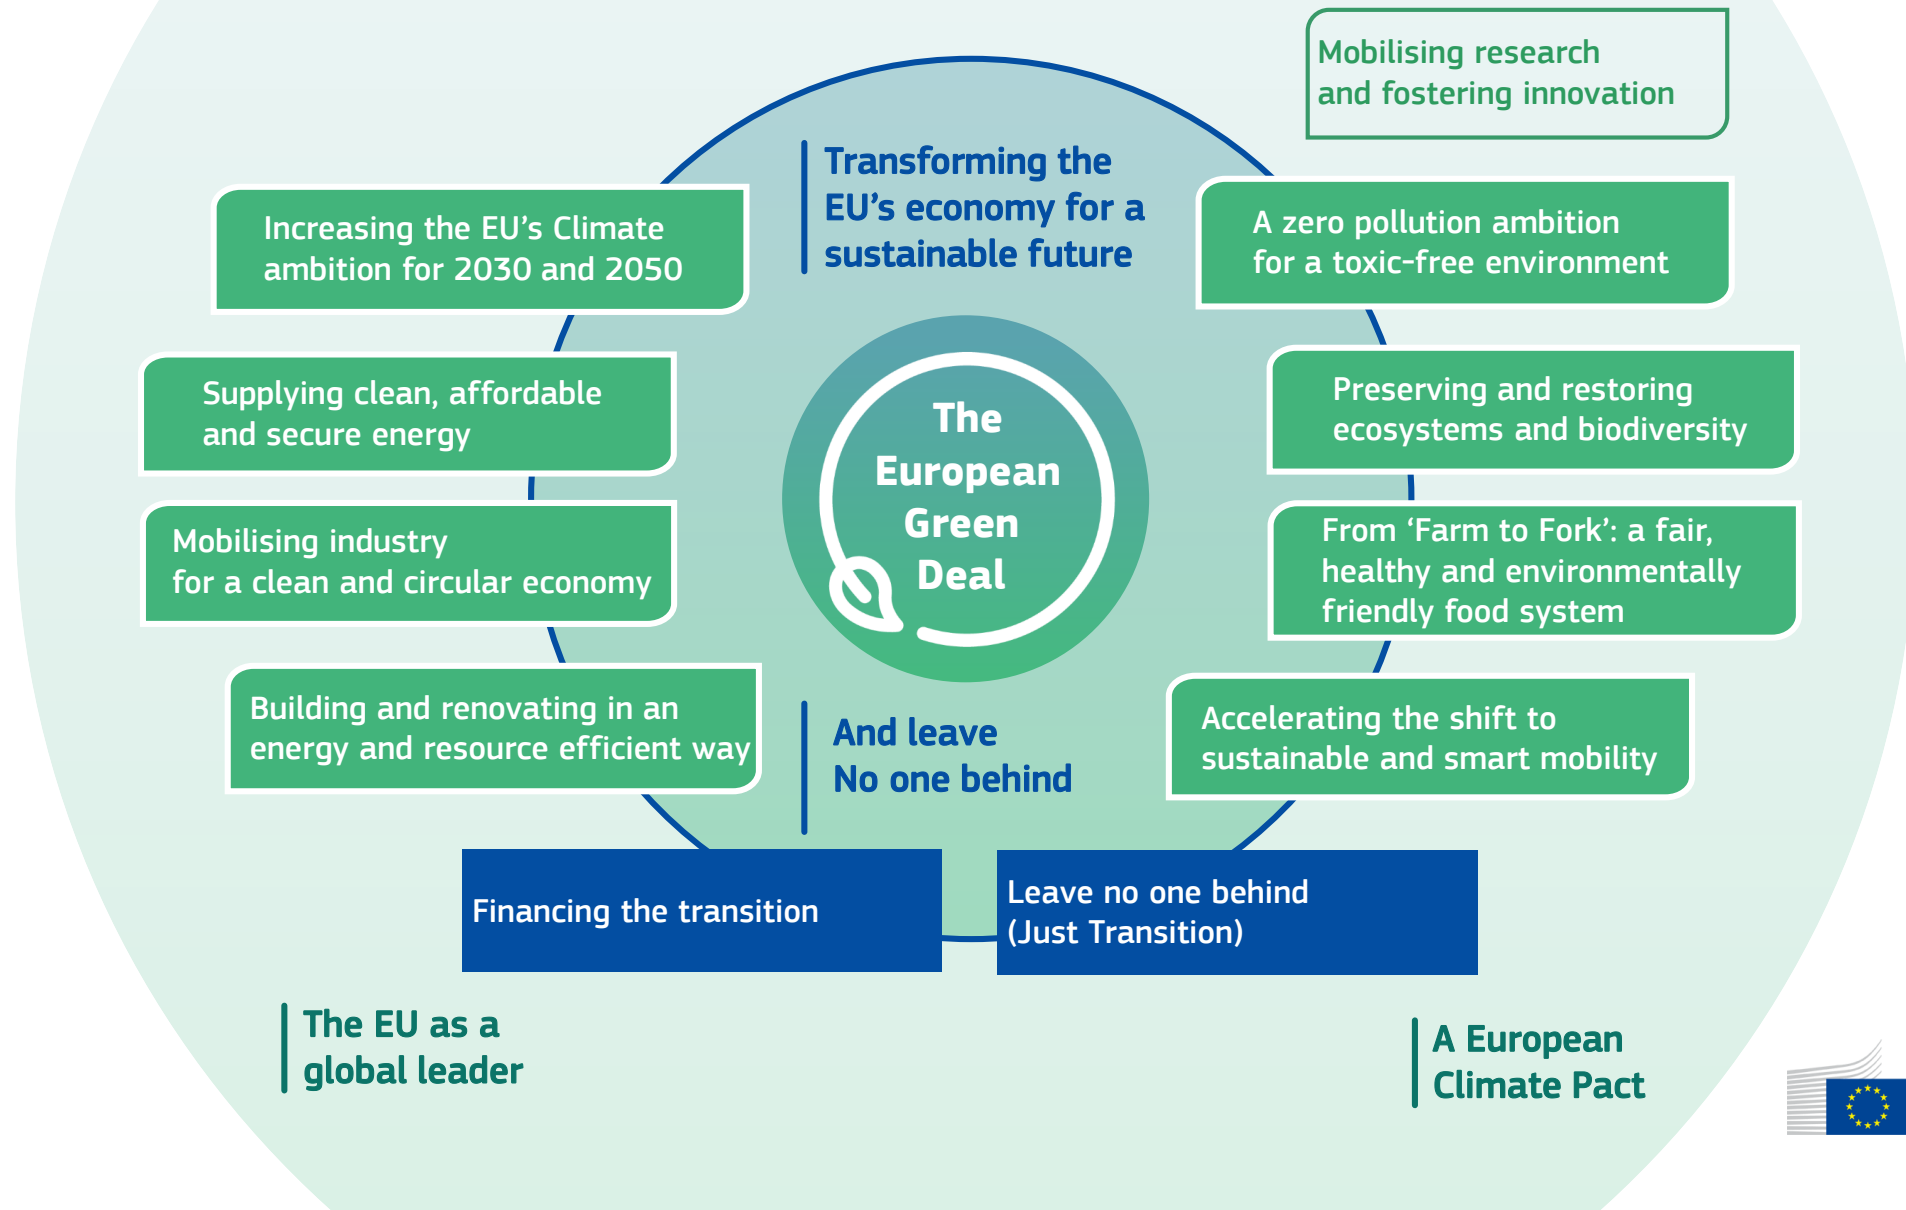 Mobilising research
and fostering innovation
Transforming the
EU’s economy for a
sustainable future
Increasing the EU’s Climate
ambition for 2030 and 2050
Supplying clean, affordable
and secure energy
Mobilising industry
for a clean and circular economy
Building and renovating in an
energy and resource efficient way
The
European
Green
Deal
A zero pollution ambition
for a toxic-free environment
Preserving and restoring
ecosystems and biodiversity
From ‘Farm to Fork’: a fair,
healthy and environmentally
friendly food system
Accelerating the shift to
sustainable and smart mobility
And leave
No one behind
Financing the transition
Leave no one behind
(Just Transition)
The EU as a
global leader
A European
Climate Pact